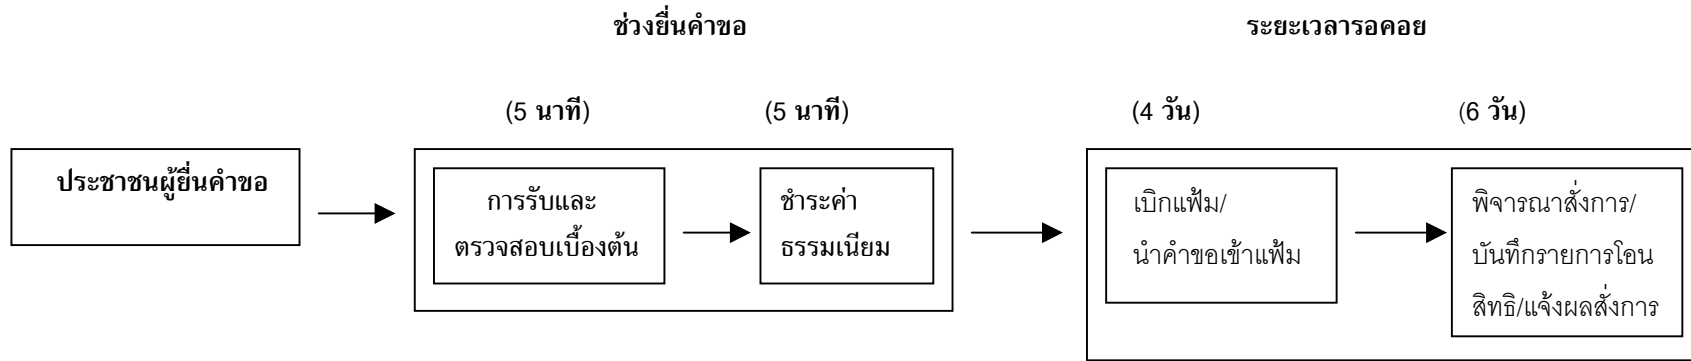 ช่วงยื่นคำขอ
ระยะเวลารอคอย
(5 นาที)
(5 นาที)
(4 วัน)
(6 วัน)
ประชาชนผู้ยื่นคำขอ
การรับและ
ตรวจสอบเบื้องต้น
ชำระค่า
ธรรมเนียม
เบิกแฟ้ม/
นำคำขอเข้าแฟ้ม
พิจารณาสั่งการ/
บันทึกรายการโอน
สิทธิ/แจ้งผลสั่งการ